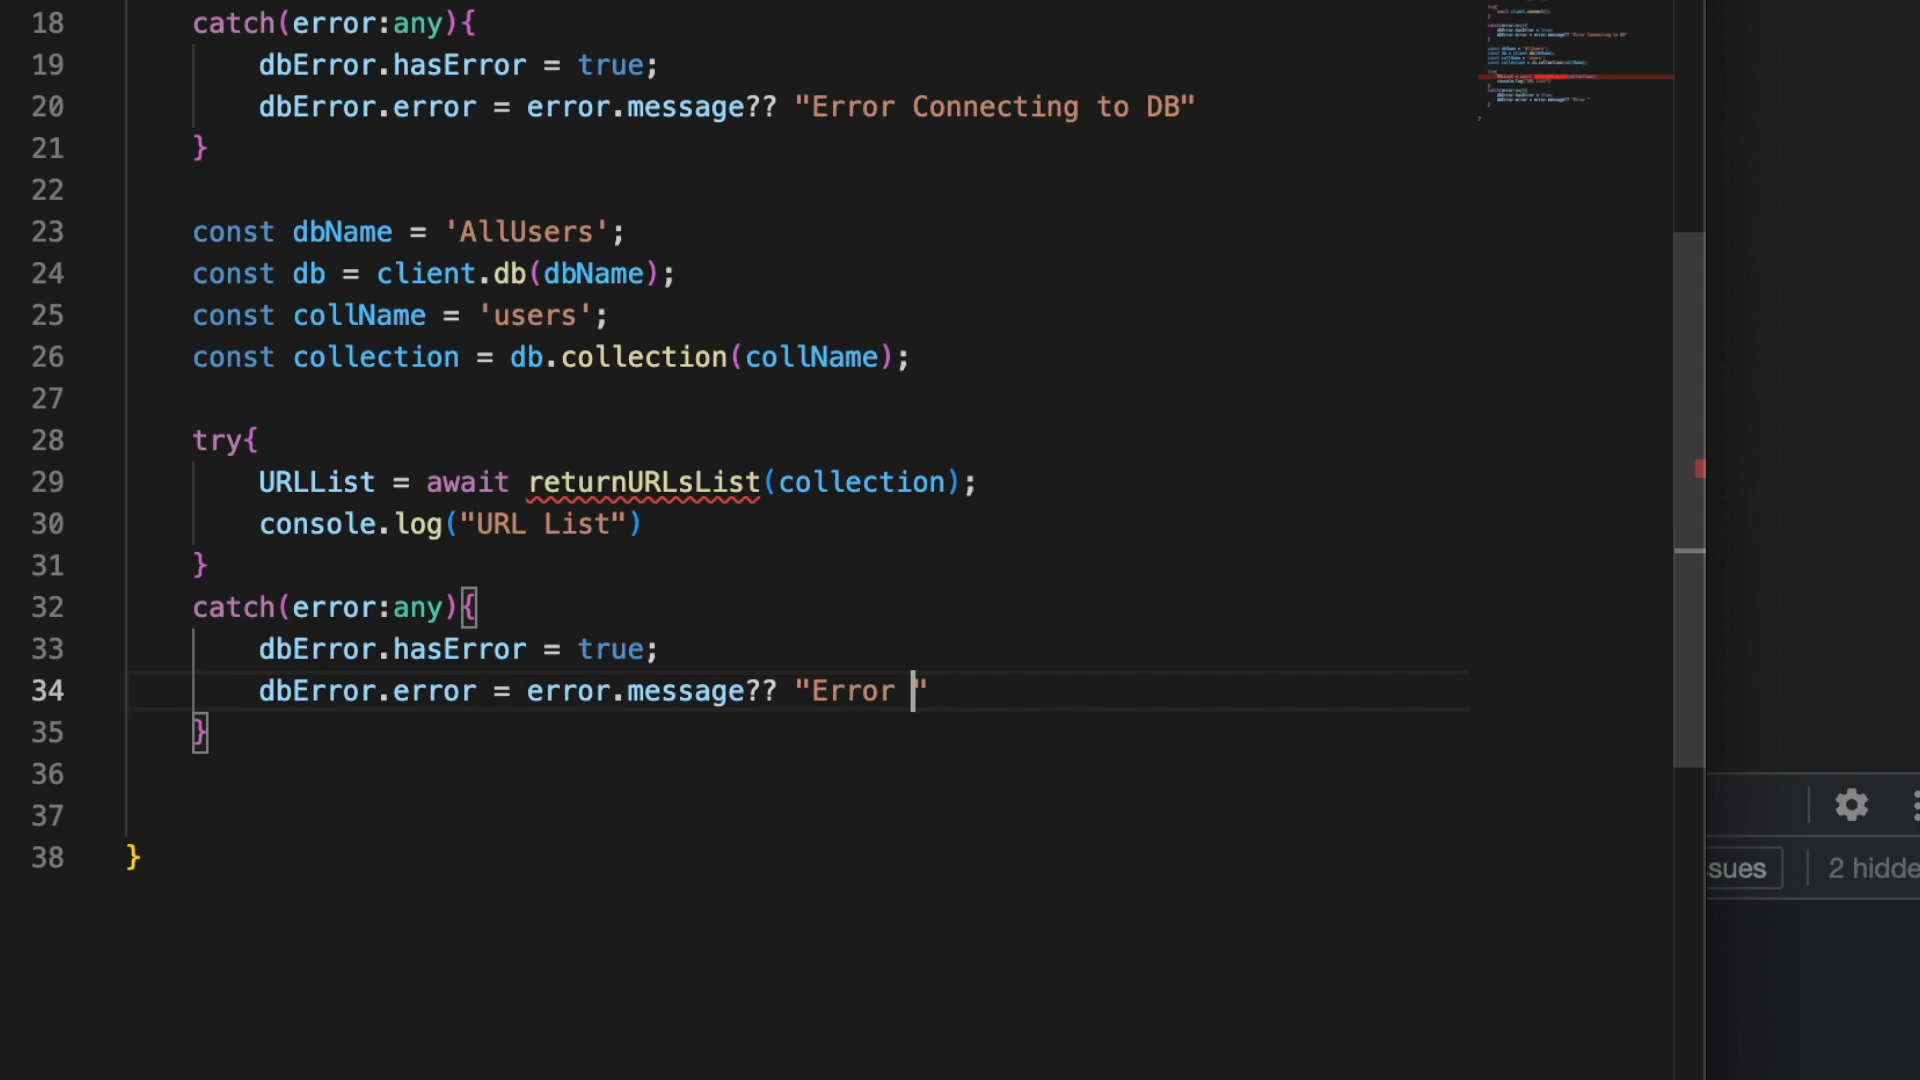 18 catch(error:any){
19 dbError.hasError = true;
20 dbError.error = error.message?? "Error Connecting to DB"
21 }
22
23 const dbName = 'AllUsers';
24 const db = client.db(dbName);
25 const collName = 'users';
26 const collection = db.collection(collName);
27
28 try{
29 URLList = await returnURLsList(collection);
30 console.log("URL List")
31 }
32 catch(error:any){
33 dbError.hasError = true;
34 dbError.error = error.message?? "Error "
35 }
36
37
38 }
ssues
2 hidde